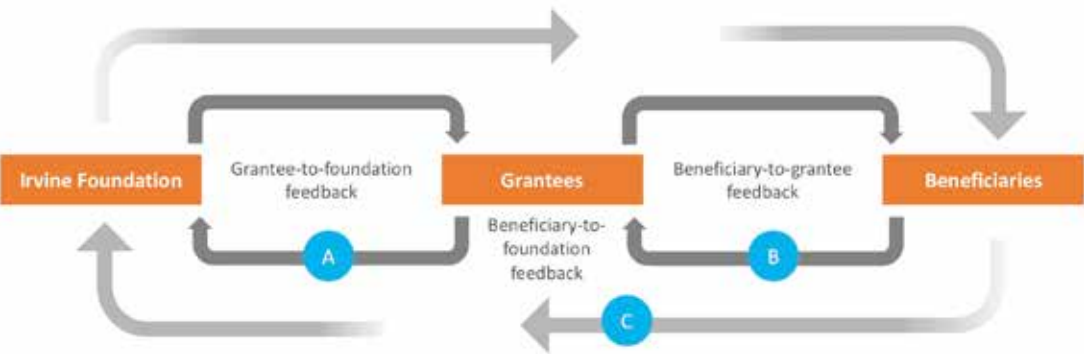 Irvine Foundation
Grantee-to-foundation
feedback
Grantees
Beneficiary-to-grantee
feedback
Beneficiaries
A
Beneficiary-to-
foundation
feedback
B
C